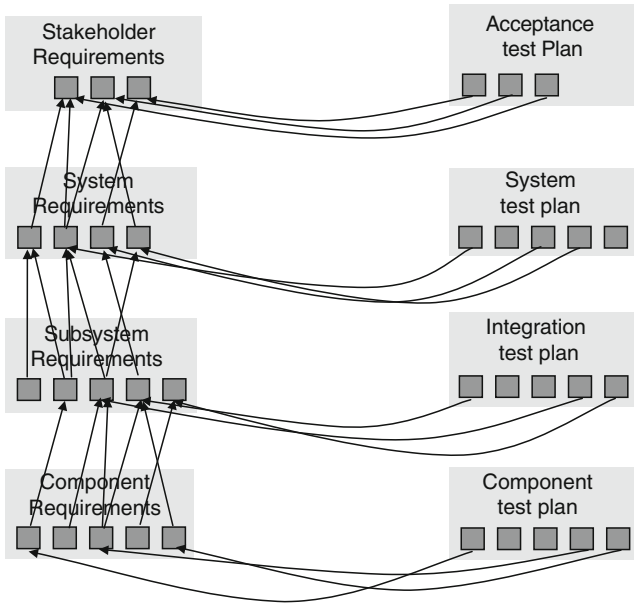 Stakeholder
Requirements
Acceptance
test Plan
System
Requirements
System
test plan
Subsystem
Requirements
Integration
test plan
Component
Requirements
Component
test plan